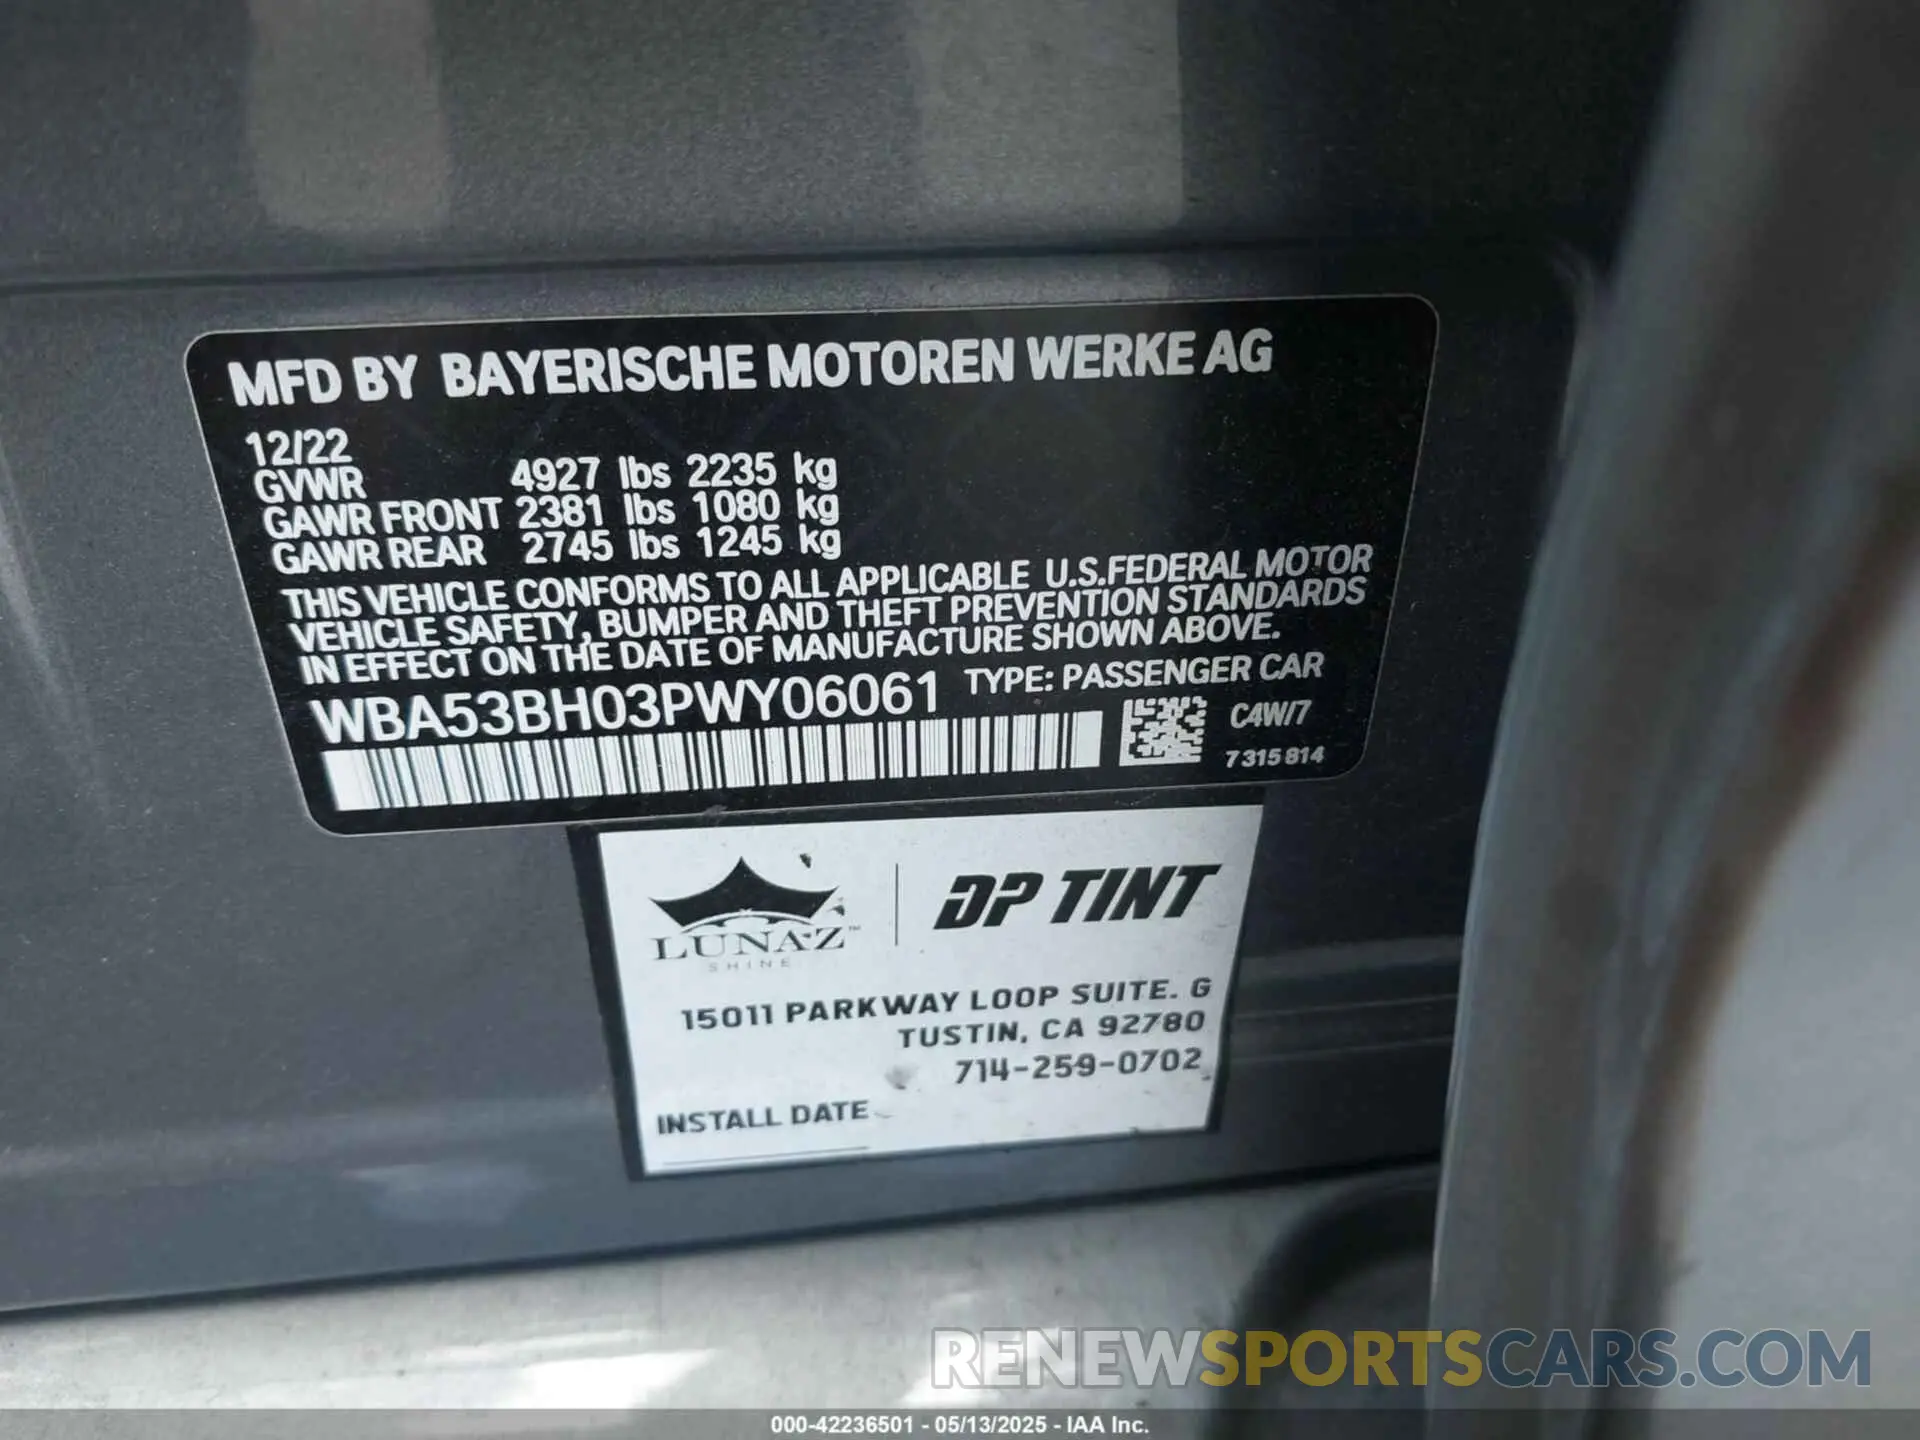 MFD BY BAYERISCHE MOTOREN WERKE AG
12/22
GVWR 4927 lbs 2235 kg
GAWR FRONT 2381 lbs 1080 kg
GAWR REAR 2745 lbs 1245 kg
THIS VEHICLE CONFORMS TO ALL APPLICABLE U.S.FEDERAL MOTOR
VEHICLE SAFETY, BUMPER AND THEFT PREVENTION STANDARDS
IN EFFECT ON THE DATE OF MANUFACTURE SHOWN ABOVE.
WBA53BH03PWY06061 TYPE: PASSENGER CAR
C4W/7
7315814
LUNAZ™
SHINE
DP TINT
15011 PARKWAY LOOP SUITE. G
TUSTIN, CA 92780
714-259-0702
INSTALL DATE
RENEWSPORTSCARS.COM
000-42236501 - 05/13/2025 - IAA Inc.